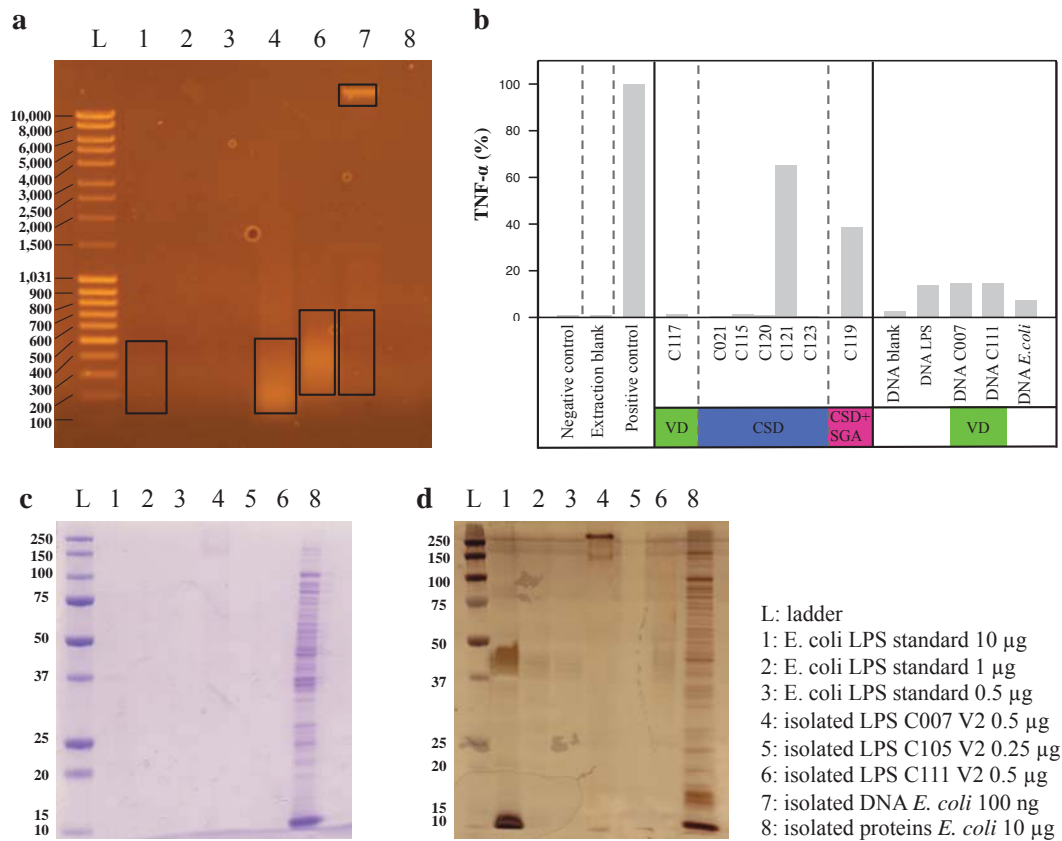 a
L 1 2 3 4 6 7 8
10,000
8,000
6,000
5,000
4,000
3,000
2,500
2,000
1,500
1,031
900
800
700
600
500
400
300
200
100
b
TNF-α (%)
100
80
60
40
20
0
Negative control
Extraction blank
Positive control
C117
C021
C115
C120
C121
C123
C119
DNA blank
DNA LPS
DNA C007
DNA C111
DNA E.coli
VD
CSD
CSD+
SGA
VD
c
L 1 2 3 4 5 6 8
250
150
100
75
50
37
25
20
15
10
d
L 1 2 3 4 5 6 8
250
150
100
75
50
37
25
20
15
10
L: ladder
1: E. coli LPS standard 10 µg
2: E. coli LPS standard 1 µg
3: E. coli LPS standard 0.5 µg
4: isolated LPS C007 V2 0.5 µg
5: isolated LPS C105 V2 0.25 µg
6: isolated LPS C111 V2 0.5 µg
7: isolated DNA E. coli 100 ng
8: isolated proteins E. coli 10 µg